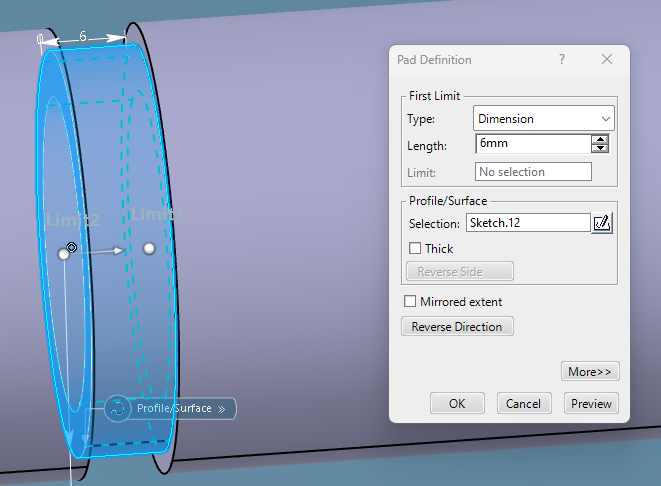 0 6
Limit2
Limit1
Profile/Surface »
Pad Definition ? ×
First Limit
Type: Dimension
Length: 6mm
Limit: No selection
Profile/Surface
Selection: Sketch.12
Thick
Reverse Side
Mirrored extent
Reverse Direction
More>>
OK Cancel Preview